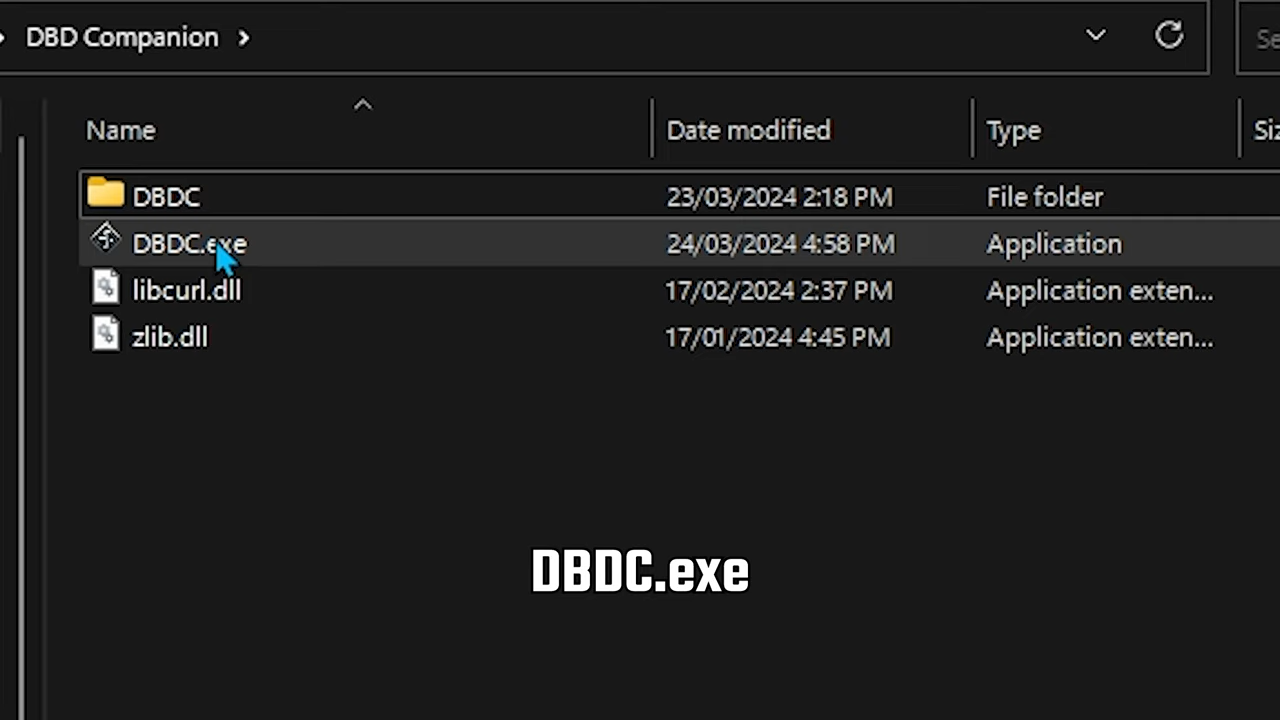 DBD Companion
Se
Name Date modified Type Siz
DBDC 23/03/2024 2:18 PM File folder
DBDC.exe 24/03/2024 4:58 PM Application
libcurl.dll 17/02/2024 2:37 PM Application exten...
zlib.dll 17/01/2024 4:45 PM Application exten...
DBDC.exe